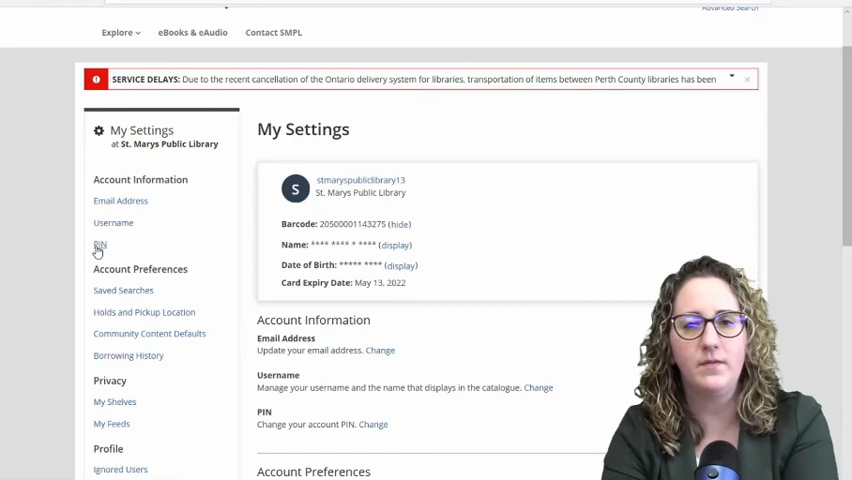 Advanced Search
Explore
eBooks & eAudio
Contact SMPL
SERVICE DELAYS: Due to the recent cancellation of the Ontario delivery system for libraries, transportation of items between Perth County libraries has been
My Settings
at St. Marys Public Library
Account Information
Email Address
Username
PIN
Account Preferences
Saved Searches
Holds and Pickup Location
Community Content Defaults
Borrowing History
Privacy
My Shelves
My Feeds
Profile
Ignored Users
My Settings
S
stmaryspubliclibrary13
St. Marys Public Library
Barcode: 20500001143275 (hide)
Name: **** **** * **** (display)
Date of Birth: ***** **** (display)
Card Expiry Date: May 13, 2022
Account Information
Email Address
Update your email address. Change
Username
Manage your username and the name that displays in the catalogue. Change
PIN
Change your account PIN. Change
Account Preferences